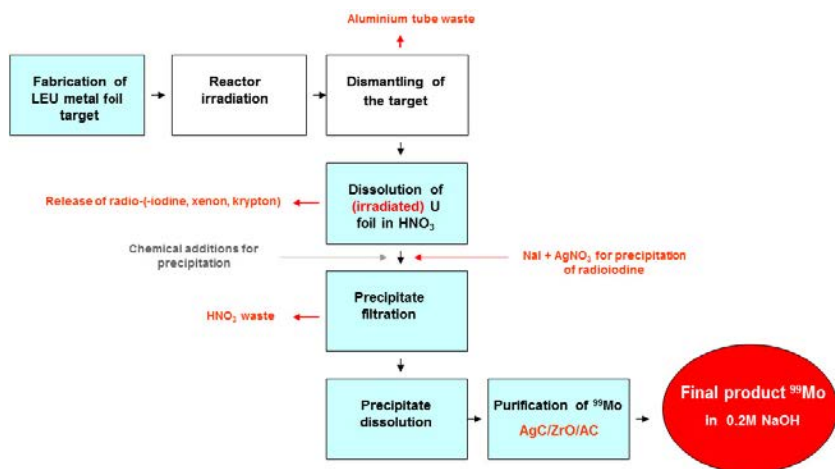 Aluminium tube waste
Fabrication of
LEU metal foil
target
Reactor
irradiation
Dismantling of
the target
Release of radio-(-iodine, xenon, krypton)
Dissolution of
(irradiated) U
foil in HNO₃
Chemical additions for
precipitation
NaI + AgNO₃ for precipitation
of radioiodine
HNO₃ waste
Precipitate
filtration
Precipitate
dissolution
Purification of ⁹⁹Mo
AgC/ZrO/AC
Final product ⁹⁹Mo
In 0.2M NaOH